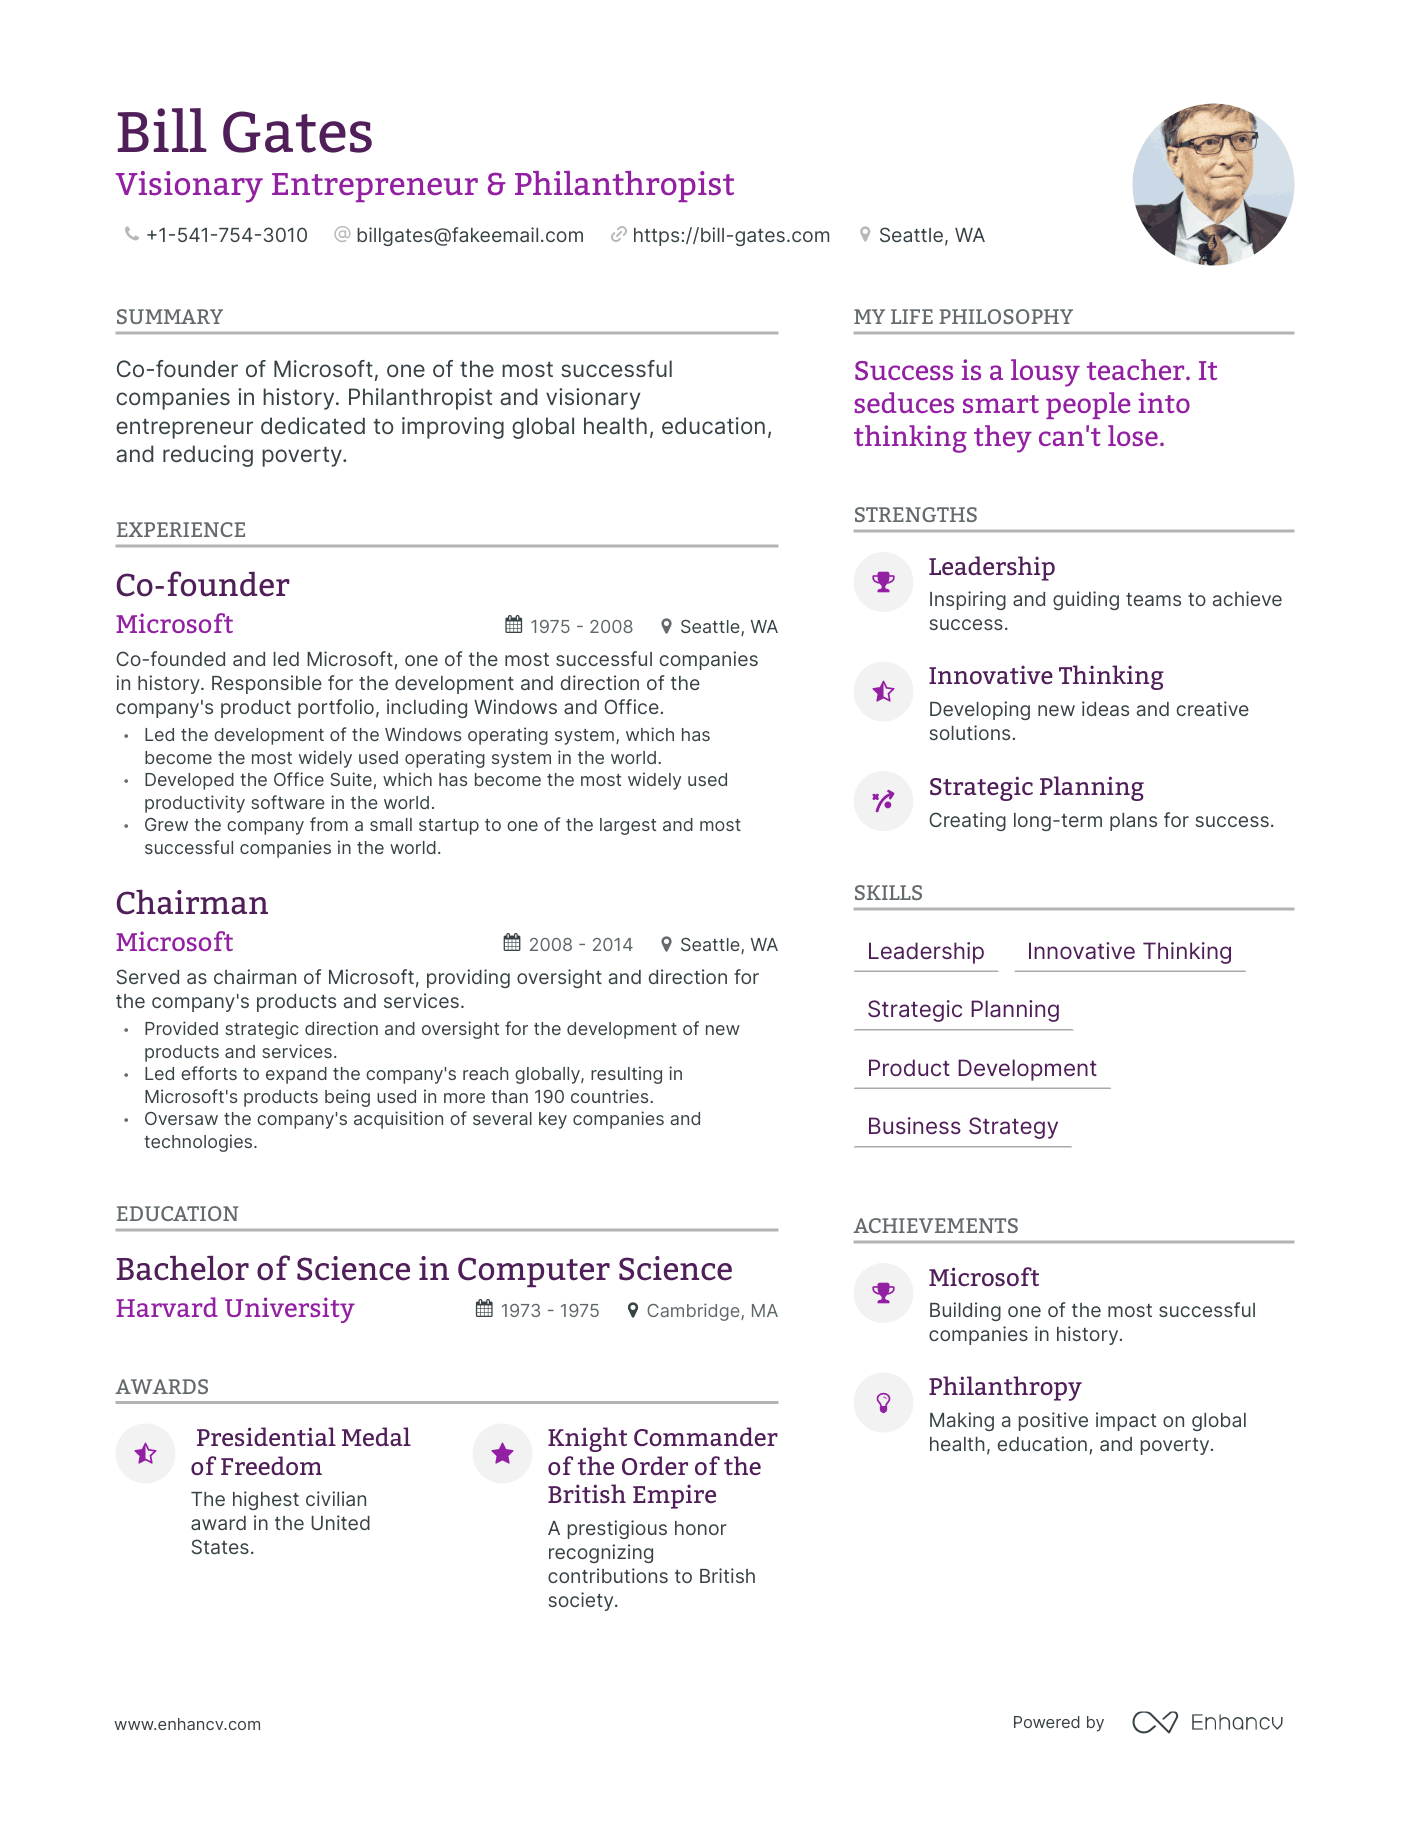 Bill Gates
Visionary Entrepreneur & Philanthropist
+1-541-754-3010 @ billgates@fakeemail.com https://bill-gates.com Seattle, WA
SUMMARY
Co-founder of Microsoft, one of the most successful
companies in history. Philanthropist and visionary
entrepreneur dedicated to improving global health, education,
and reducing poverty.
EXPERIENCE
Co-founder
Microsoft 1975 - 2008 Seattle, WA
Co-founded and led Microsoft, one of the most successful companies
in history. Responsible for the development and direction of the
company's product portfolio, including Windows and Office.
• Led the development of the Windows operating system, which has
become the most widely used operating system in the world.
• Developed the Office Suite, which has become the most widely used
productivity software in the world.
• Grew the company from a small startup to one of the largest and most
successful companies in the world.
Chairman
Microsoft 2008 - 2014 Seattle, WA
Served as chairman of Microsoft, providing oversight and direction for
the company's products and services.
• Provided strategic direction and oversight for the development of new
products and services.
• Led efforts to expand the company's reach globally, resulting in
Microsoft's products being used in more than 190 countries.
• Oversaw the company's acquisition of several key companies and
technologies.
EDUCATION
Bachelor of Science in Computer Science
Harvard University 1973 - 1975 Cambridge, MA
AWARDS
Presidential Medal
of Freedom
The highest civilian
award in the United
States.
Knight Commander
of the Order of the
British Empire
A prestigious honor
recognizing
contributions to British
society.
MY LIFE PHILOSOPHY
Success is a lousy teacher. It
seduces smart people into
thinking they can't lose.
STRENGTHS
Leadership
Inspiring and guiding teams to achieve
success.
Innovative Thinking
Developing new ideas and creative
solutions.
Strategic Planning
Creating long-term plans for success.
SKILLS
Leadership Innovative Thinking
Strategic Planning
Product Development
Business Strategy
ACHIEVEMENTS
Microsoft
Building one of the most successful
companies in history.
Philanthropy
Making a positive impact on global
health, education, and poverty.
www.enhancv.com
Powered by Enhancv